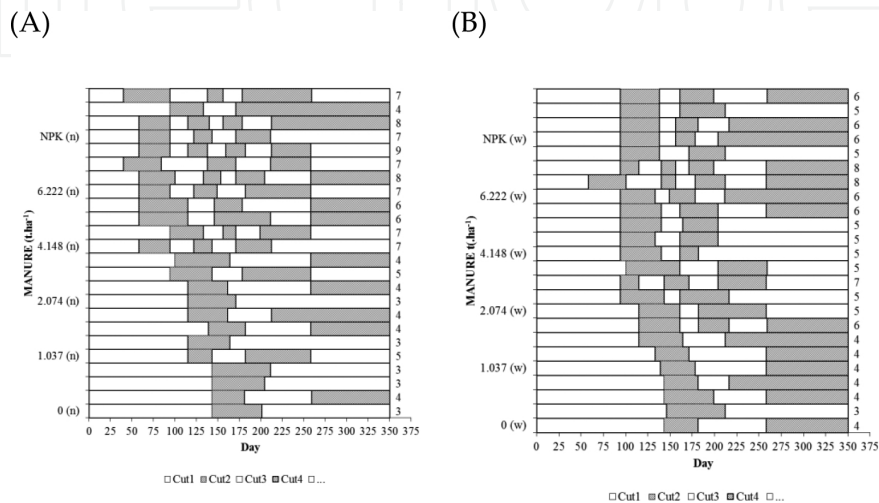 (A)
MANURE (t.ha⁻¹)
7
4
8
NPK (n) 7
9
7
8
6.222 (n) 7
6
6
7
4.148 (n) 7
4
5
4
2.074 (n) 3
4
4
3
1.037 (n) 5
3
3
4
0 (n) 3
0 25 50 75 100 125 150 175 200 225 250 275 300 325 350 375
Day
Cut1 Cut2 Cut3 Cut4 ...
(B)
MANURE t(.ha⁻¹)
6
5
6
NPK (w) 6
5
8
8
6.222 (w) 6
6
5
5
4.148 (w) 5
5
7
5
2.074 (w) 5
6
4
4
1.037 (w) 4
4
4
3
0 (w) 4
0 25 50 75 100 125 150 175 200 225 250 275 300 325 350 375
Day
Cut1 Cut2 Cut3 Cut4 ...